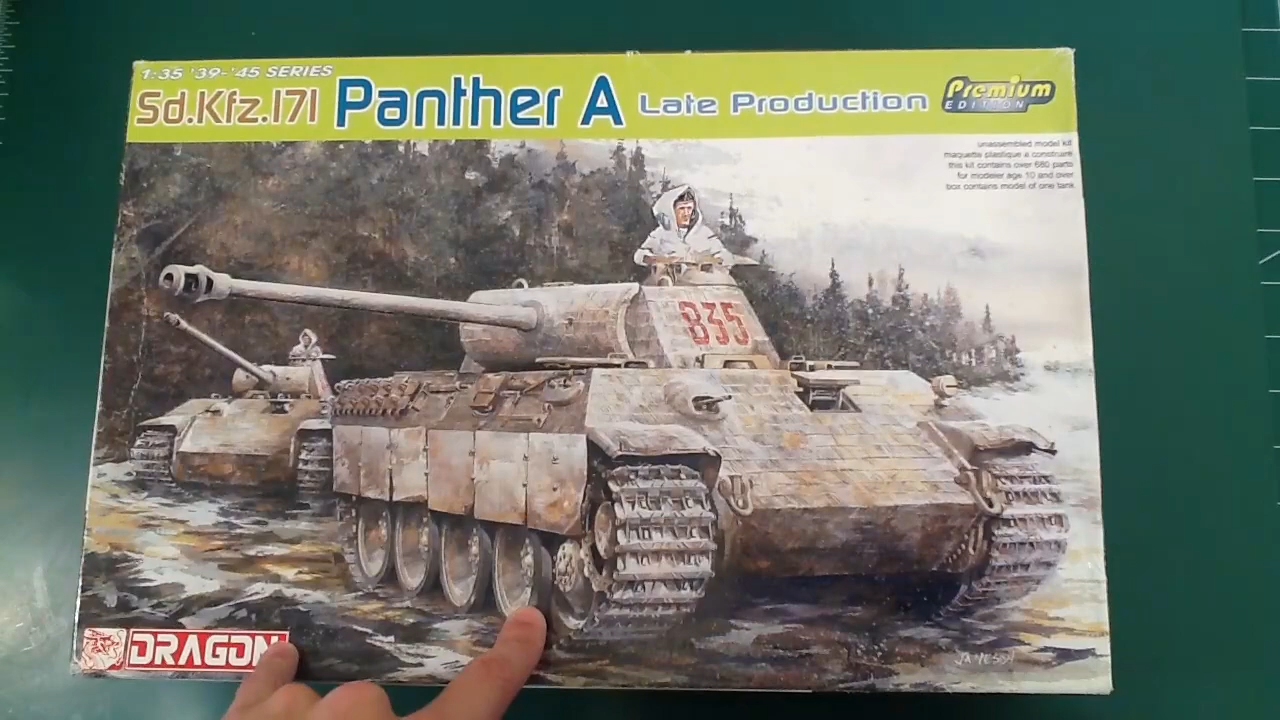 1:35 '39-'45 SERIES
Sd.Kfz.171 Panther A Late Production
Premium
EDITION
unassembled model kit
maquette plastique a construire
this kit contains over 680 parts
for modeler age 10 and over
box contains model of one tank
835
DRAGON